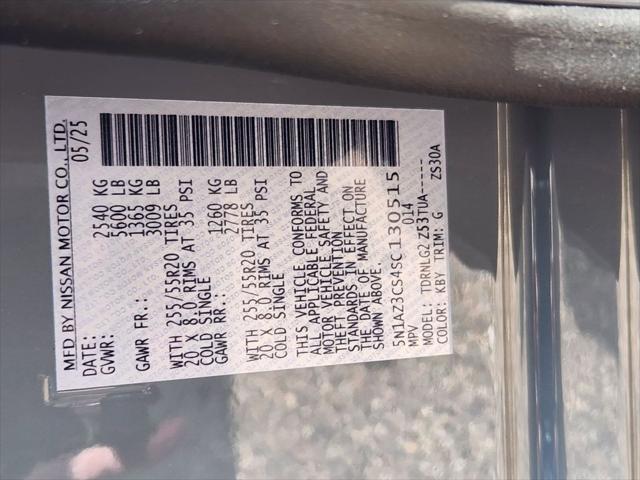 MFD BY NISSAN MOTOR CO., LTD.
DATE: 05/25
GVWR: 2540 KG
5600 LB
GAWR FR.: 1365 KG
3009 LB
WITH 255/55R20 TIRES
20 X 8.0 RIMS AT 35 PSI
COLD SINGLE
GAWR RR.: 1260 KG
2778 LB
WITH 255/55R20 TIRES
20 X 8.0 RIMS AT 35 PSI
COLD SINGLE
THIS VEHICLE CONFORMS TO
ALL APPLICABLE FEDERAL
MOTOR VEHICLE SAFETY AND
THEFT PREVENTION
STANDARDS IN EFFECT ON
THE DATE OF MANUFACTURE
SHOWN ABOVE.
5N1AZ3CS4SC130515
MPV 014
MODEL: TDRNLG2 Z53TUA-----
COLOR: KBY TRIM: G ZS30A